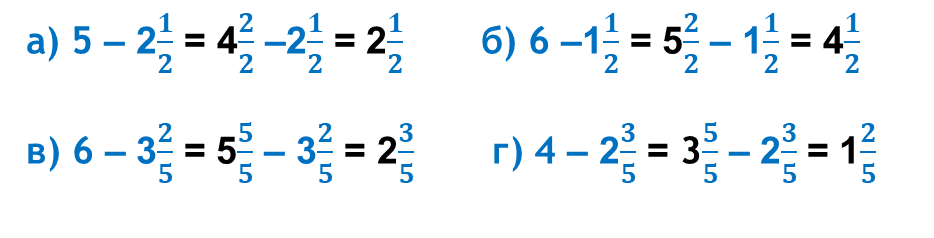 а) 5 – 2 1/2 = 4 2/2 –2 1/2 = 2 1/2
б) 6 –1 1/2 = 5 2/2 – 1 1/2 = 4 1/2
в) 6 – 3 2/5 = 5 5/5 – 3 2/5 = 2 3/5
г) 4 – 2 3/5 = 3 5/5 – 2 3/5 = 1 2/5